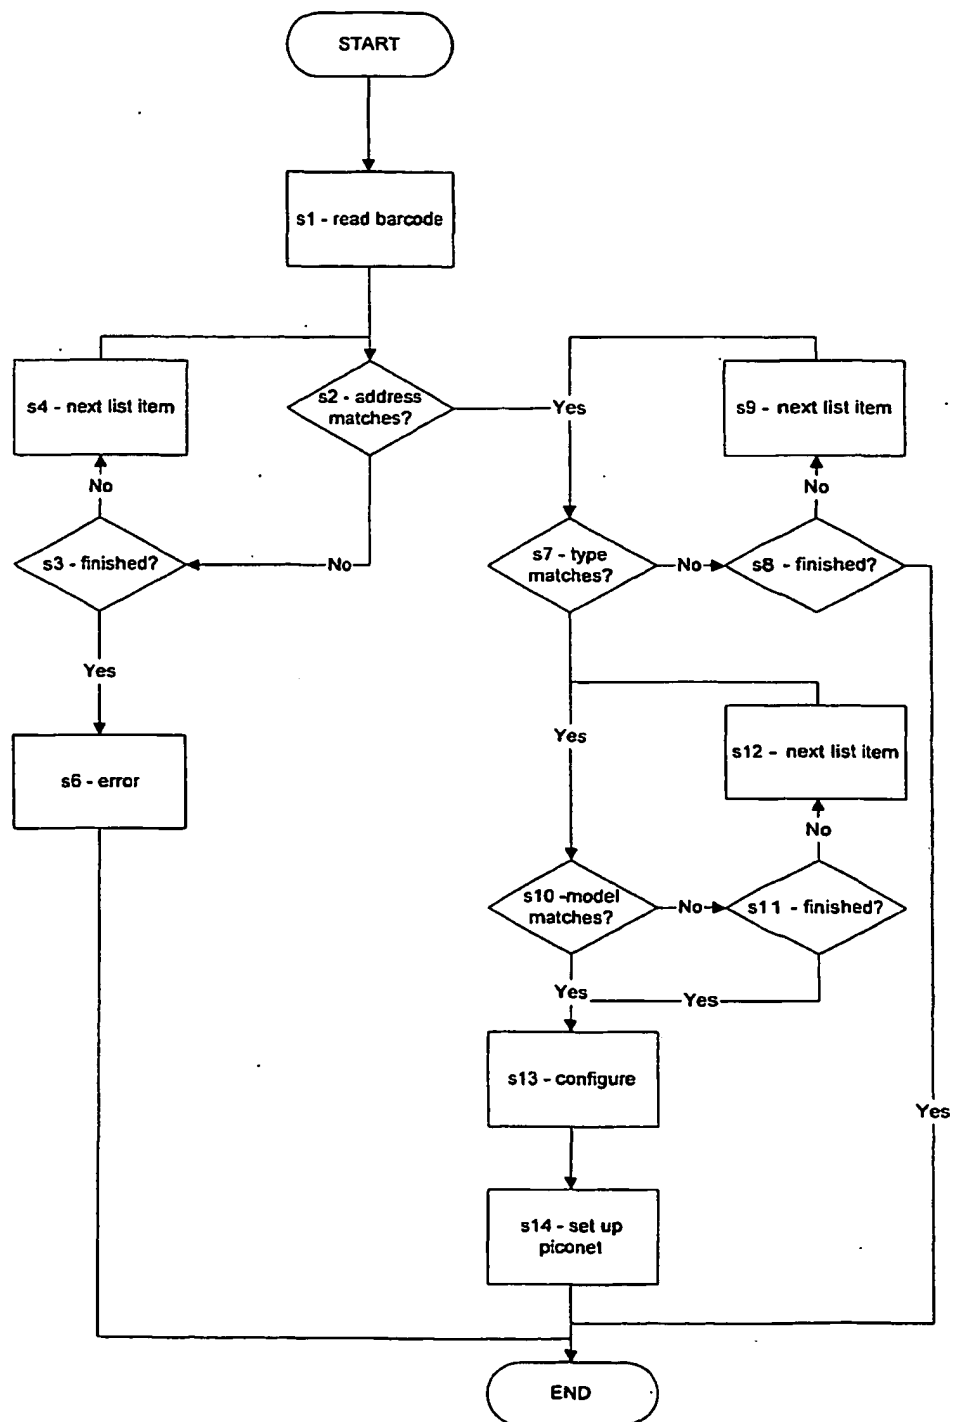 START
s1 - read barcode
s4 - next list item
s2 - address
matches?
Yes
s9 - next list item
No
No
s3 - finished?
No
s7 - type
matches?
No
s8 - finished?
Yes
Yes
s12 - next list item
s6 - error
No
s10 -model
matches?
No
s11 - finished?
Yes
Yes
s13 - configure
Yes
s14 - set up
piconet
END